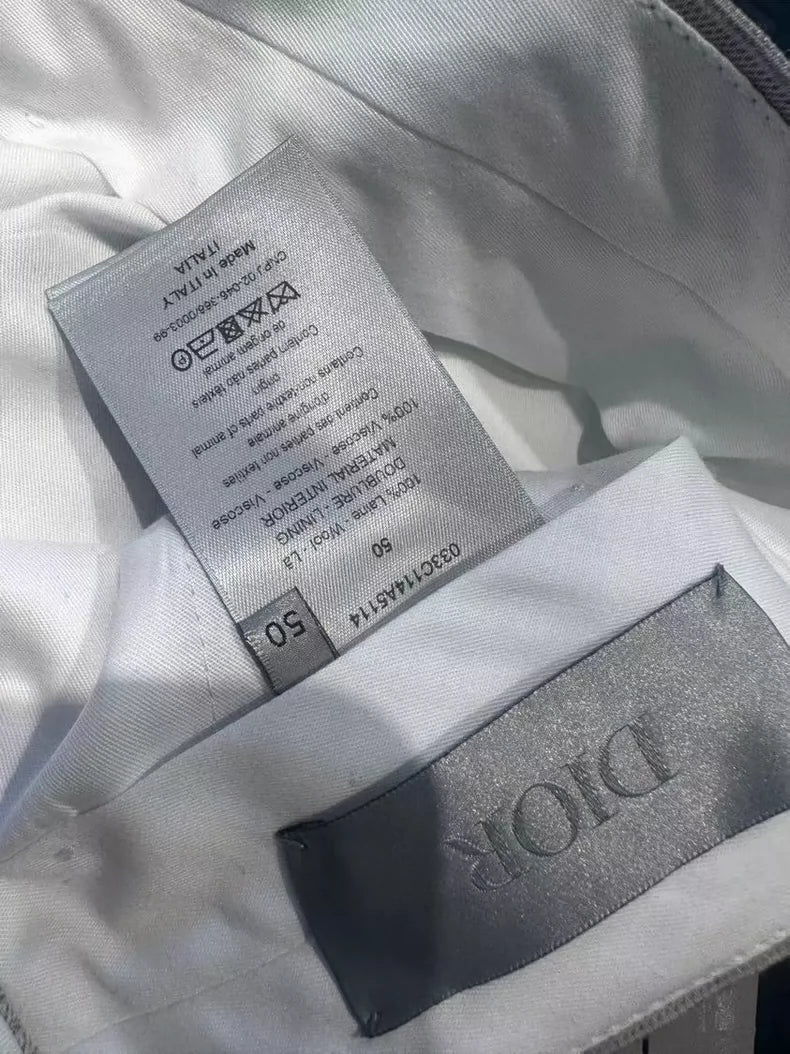 033C114A5114
50
100% Laine - Wool - Lã
DOUBLURE - LINING
MATERIAL INTERIOR
100% Viscose - Viscose - Viscose
Contient des parties non textiles
d'origine animale
Contains non-textile parts of animal
origin
Contem partes não têxteis
de origem animal
P
CNPJ 02-046-368/0003-99
Made in ITALY
ITALIA
50
DIOR